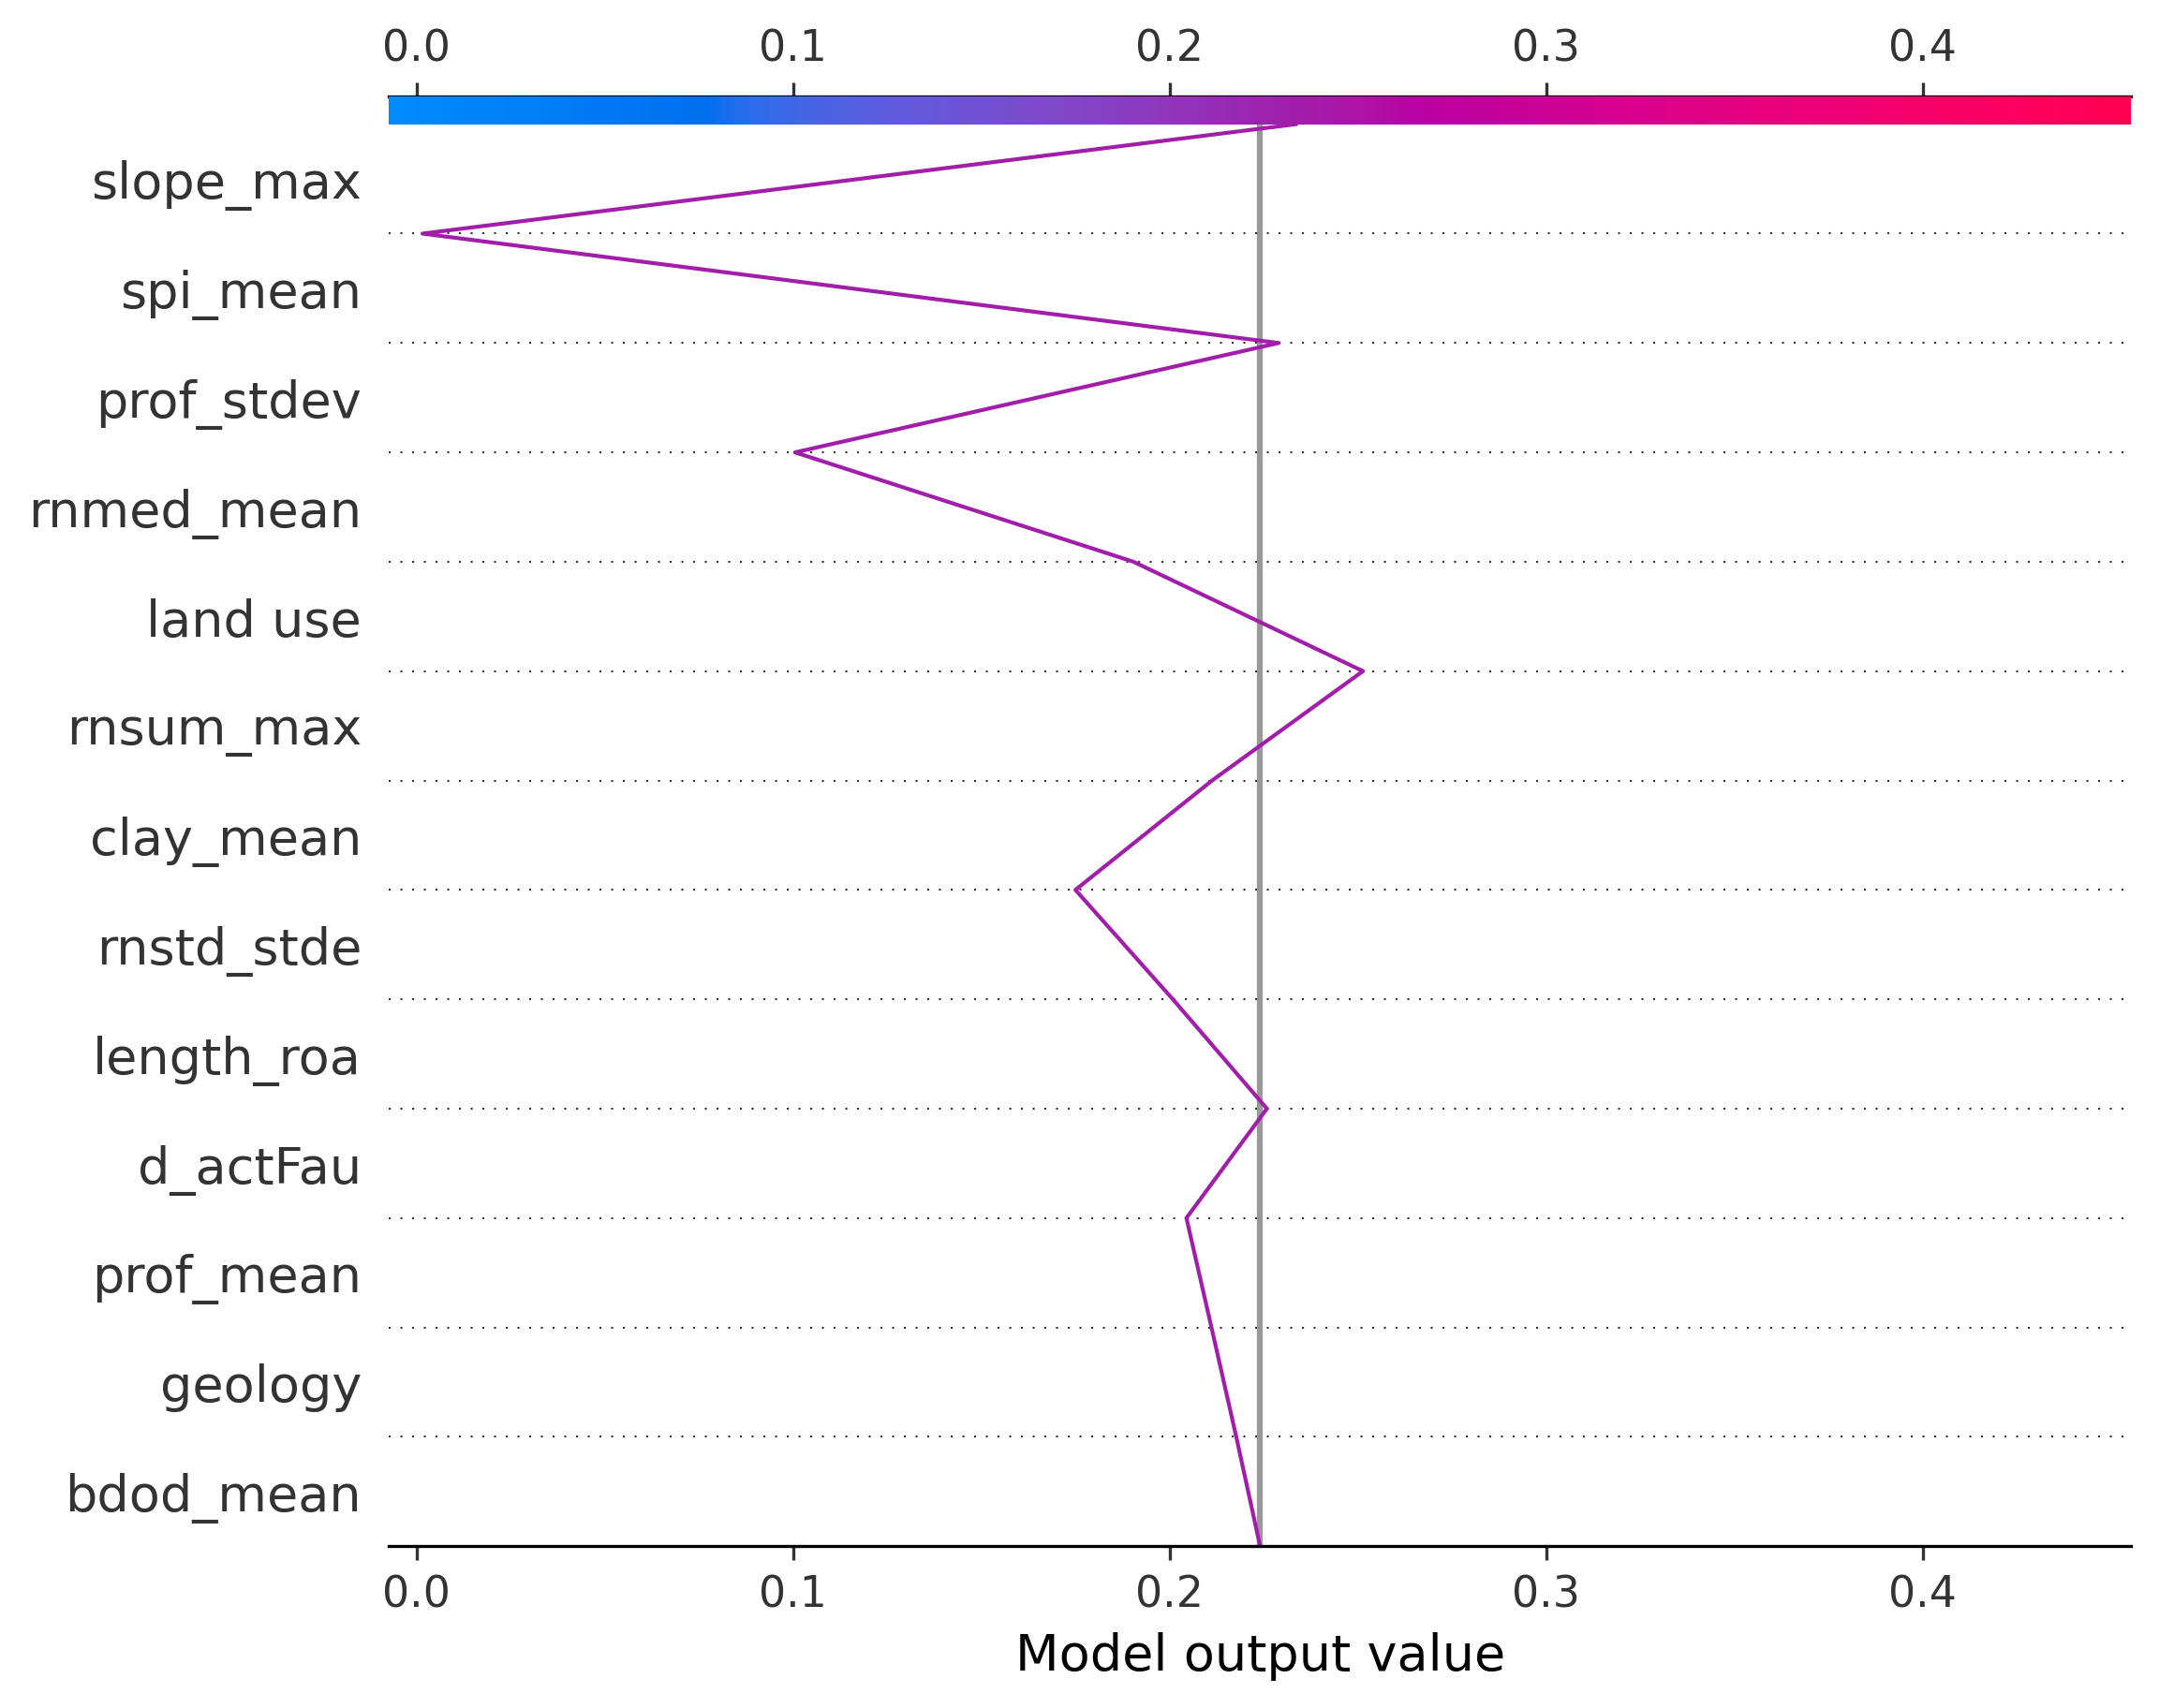 0.0 0.1 0.2 0.3 0.4
slope_max
spi_mean
prof_stdev
rnmed_mean
land use
rnsum_max
clay_mean
rnstd_stde
length_roa
d_actFau
prof_mean
geology
bdod_mean
0.0 0.1 0.2 0.3 0.4
Model output value